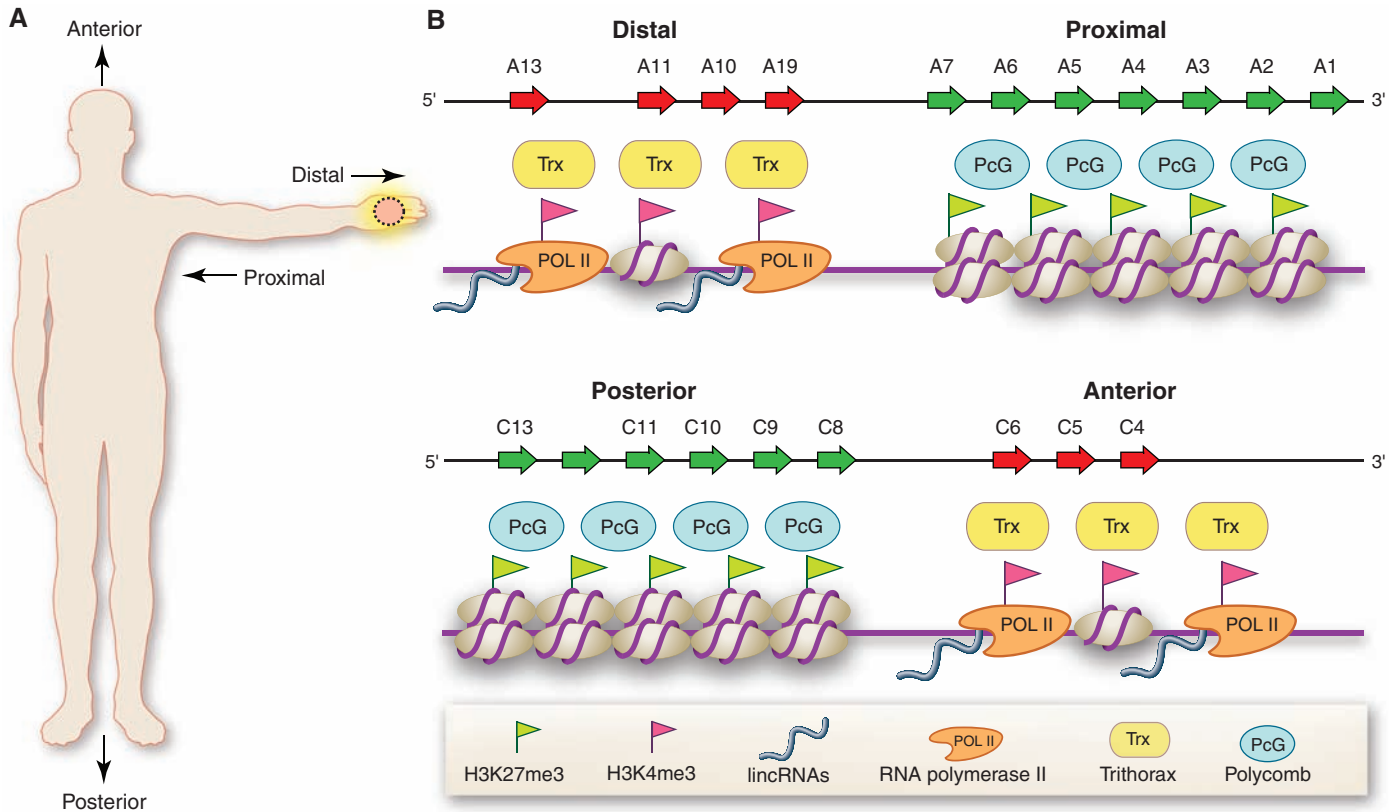 A
Anterior
Distal
Proximal
Posterior
B
Distal Proximal
A13 A11 A10 A19 A7 A6 A5 A4 A3 A2 A1
5' 3'
Trx Trx Trx PcG PcG PcG PcG
POL II POL II
Posterior Anterior
C13 C11 C10 C9 C8 C6 C5 C4
5' 3'
PcG PcG PcG PcG Trx Trx Trx
POL II POL II
POL II Trx PcG
H3K27me3 H3K4me3 lincRNAs RNA polymerase II Trithorax Polycomb